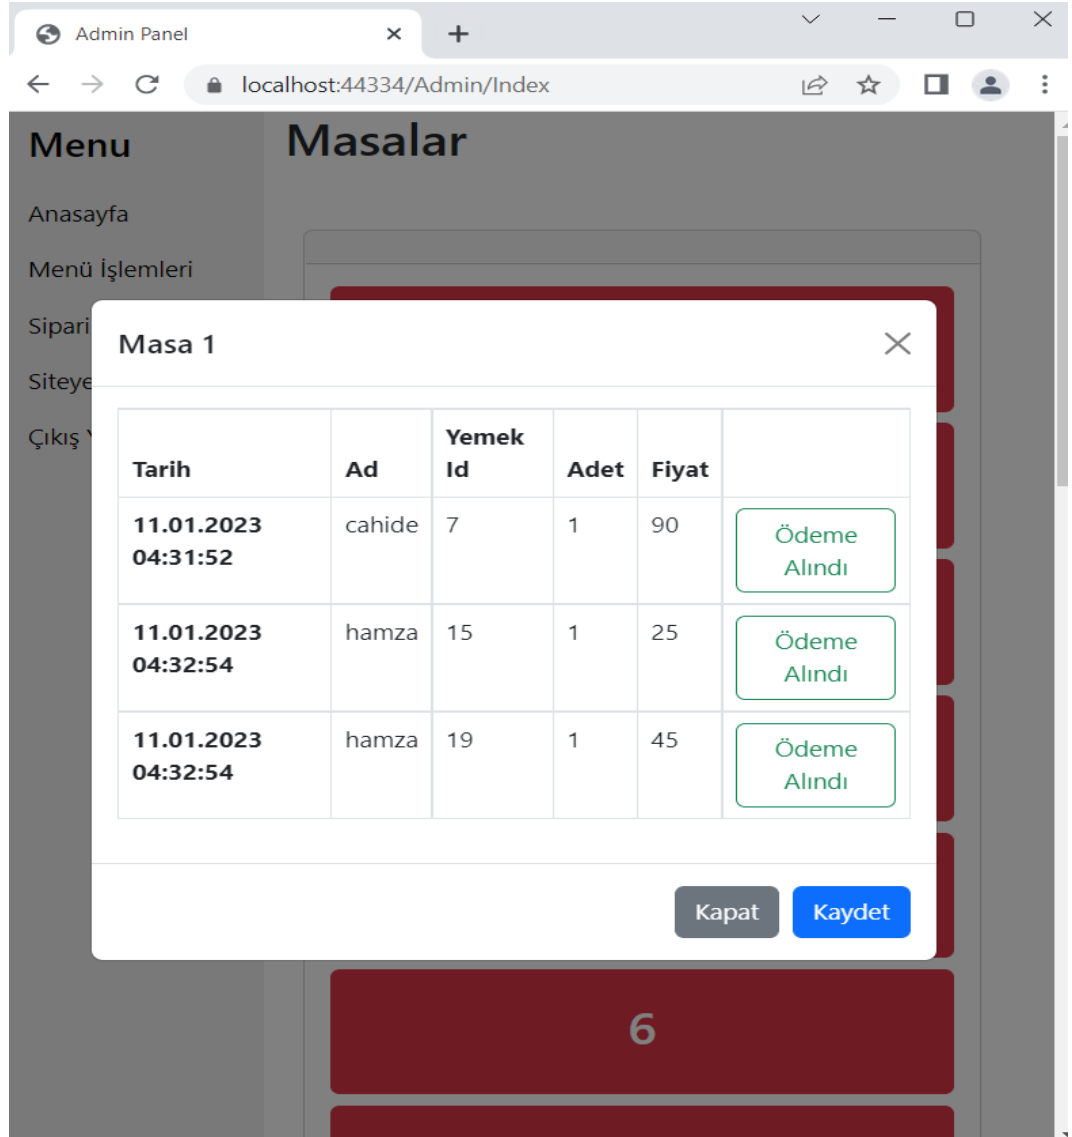 Admin Panel
localhost:44334/Admin/Index
Menu
Masalar
Anasayfa
Menü İşlemleri
Sipari
Siteye
Çıkış
Masa 1
Tarih Ad Yemek Id Adet Fiyat
11.01.2023 04:31:52 cahide 7 1 90 Ödeme Alındı
11.01.2023 04:32:54 hamza 15 1 25 Ödeme Alındı
11.01.2023 04:32:54 hamza 19 1 45 Ödeme Alındı
Kapat Kaydet
6